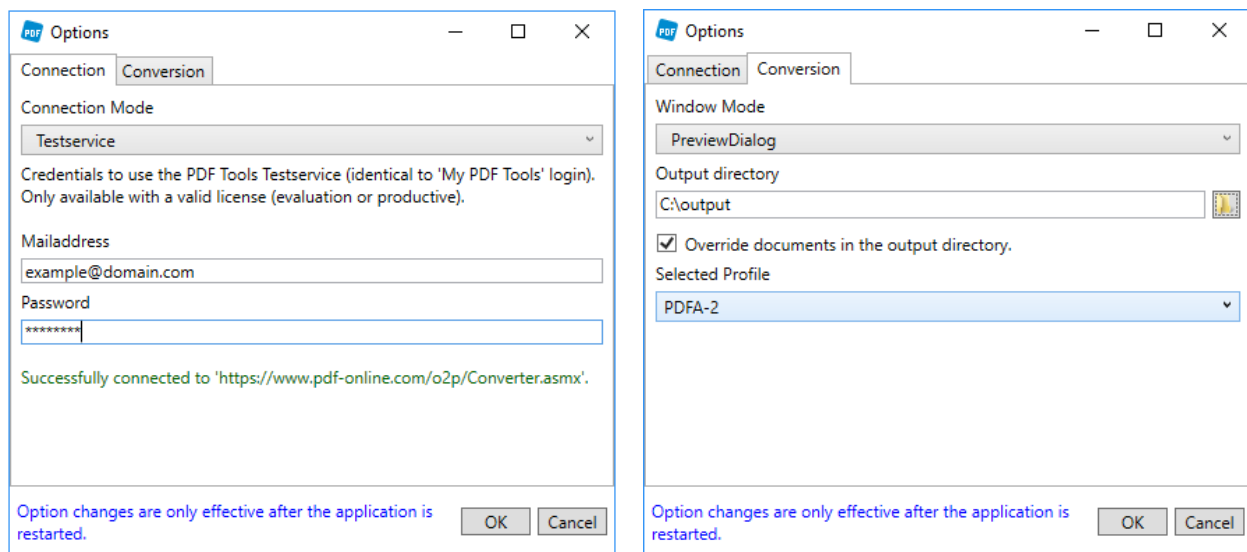 PDF Options
Connection Conversion
Connection Mode
Testservice
Credentials to use the PDF Tools Testservice (identical to 'My PDF Tools' login).
Only available with a valid license (evaluation or productive).
Mailaddress
example@domain.com
Password
********
Successfully connected to 'https://www.pdf-online.com/o2p/Converter.asmx'.
Option changes are only effective after the application is
restarted.
OK Cancel
PDF Options
Connection Conversion
Window Mode
PreviewDialog
Output directory
C:\output
Override documents in the output directory.
Selected Profile
PDFA-2
Option changes are only effective after the application is
restarted.
OK Cancel